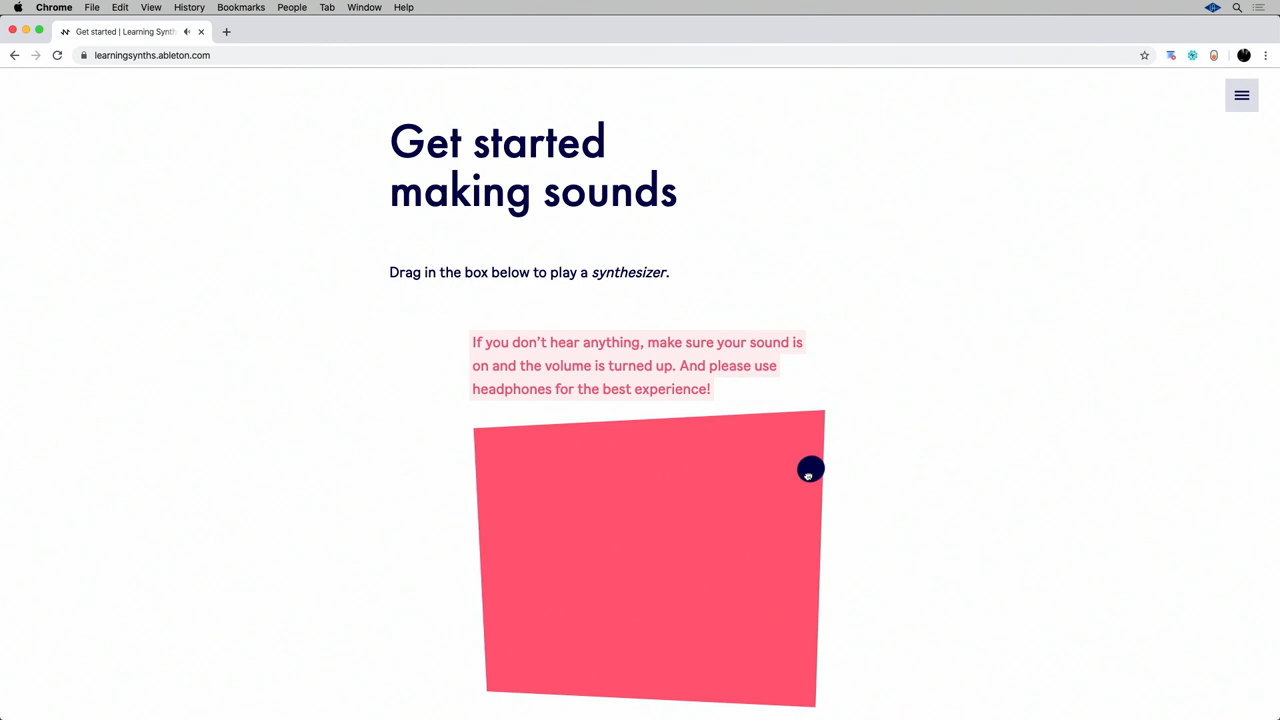 Chrome File Edit View History Bookmarks People Tab Window Help
Get started | Learning Synth
learningsynths.ableton.com
Get started
making sounds
Drag in the box below to play a synthesizer.
If you don't hear anything, make sure your sound is
on and the volume is turned up. And please use
headphones for the best experience!